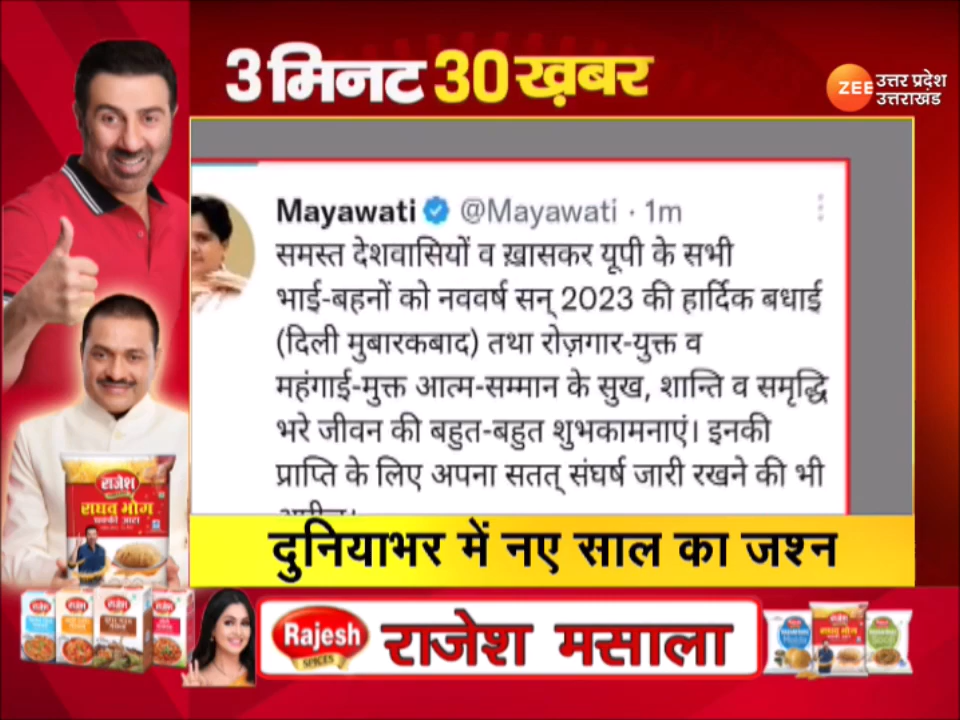 3 मिनट 30 ख़बर
ZEE उत्तर प्रदेश
उत्तराखंड
Mayawati @Mayawati · 1m
समस्त देशवासियों व ख़ासकर यूपी के सभी
भाई-बहनों को नववर्ष सन् 2023 की हार्दिक बधाई
(दिली मुबारकबाद) तथा रोज़गार-युक्त व
महंगाई-मुक्त आत्म-सम्मान के सुख, शान्ति व समृद्धि
भरे जीवन की बहुत-बहुत शुभकामनाएं। इनकी
प्राप्ति के लिए अपना सतत् संघर्ष जारी रखने की भी
दुनियाभर में नए साल का जश्न
राजेश
राघव भोग
चक्की आटा
Rajesh
SPICES
राजेश मसाला